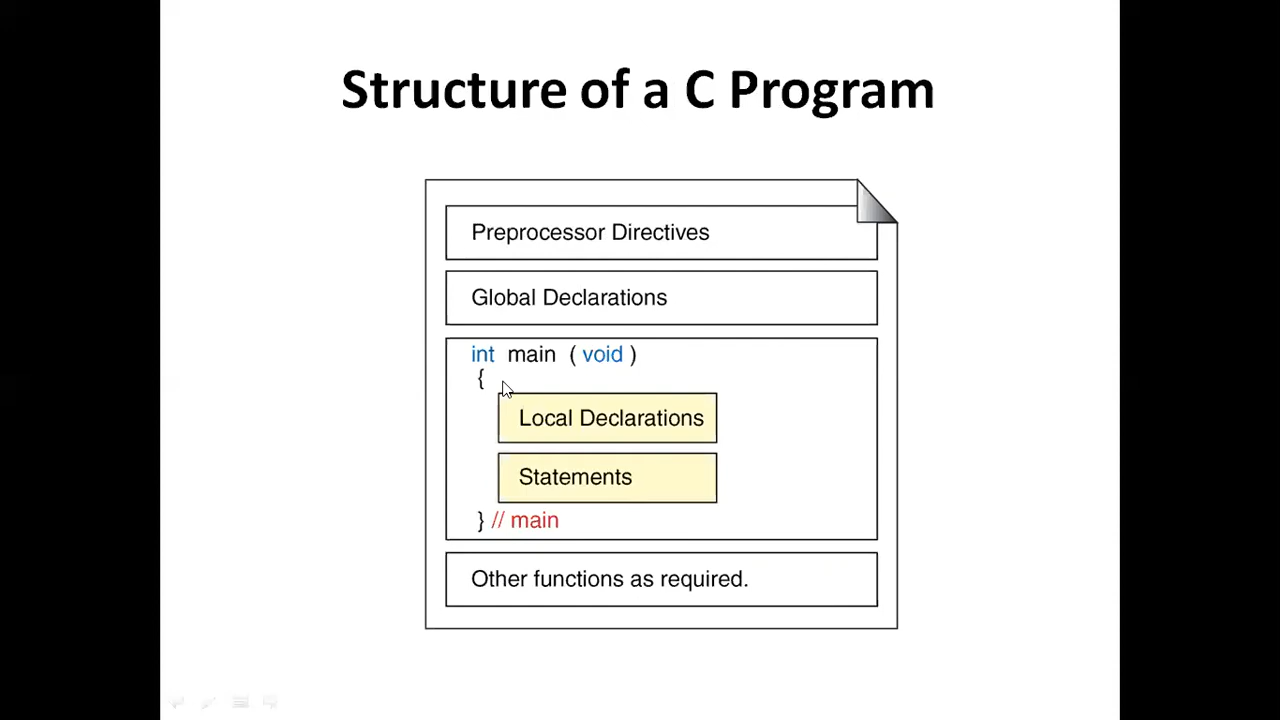 Structure of a C Program
Preprocessor Directives
Global Declarations
int main ( void )
{
Local Declarations
Statements
} // main
Other functions as required.